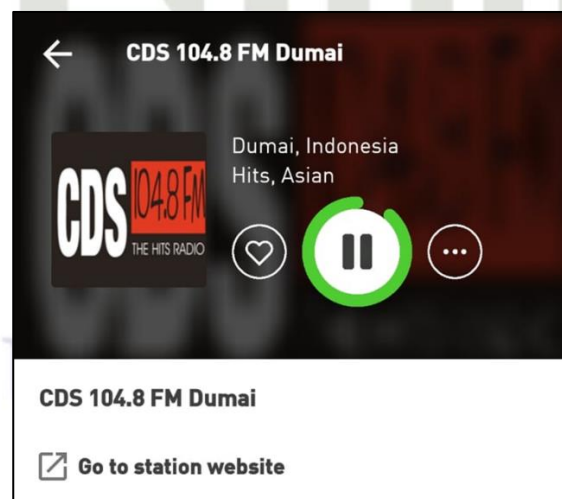 CDS 104.8 FM Dumai
Dumai, Indonesia
Hits, Asian
CDS 104.8 FM
THE HITS RADIO
CDS 104.8 FM Dumai
Go to station website